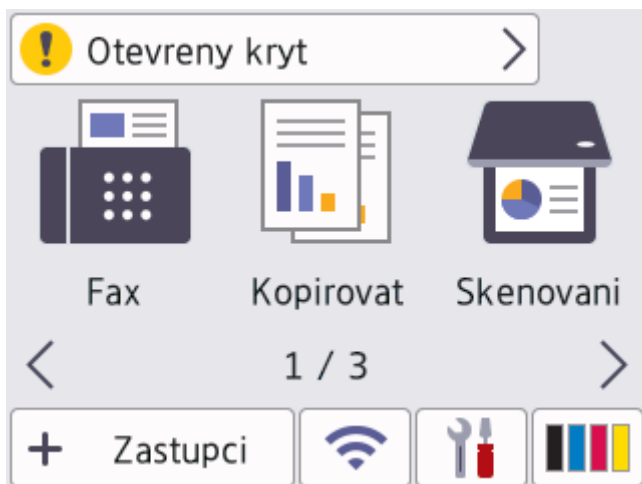 Otevreny kryt
Fax Kopirovat Skenovani
1 / 3
Zastupci